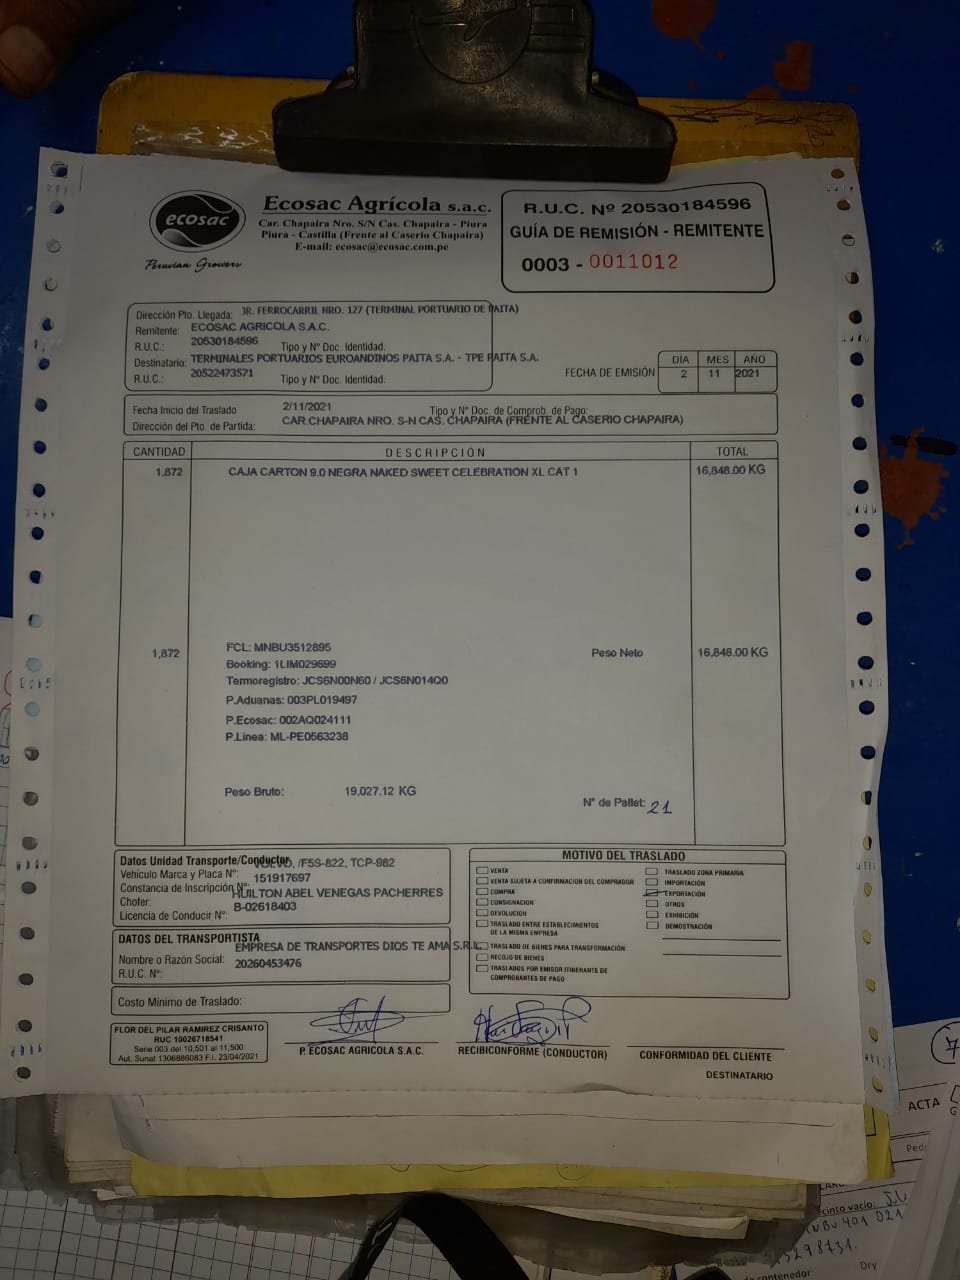 ecosac
Peruvian Growers
Ecosac Agrícola s.a.c.
Car. Chapaira Nro. S/N Cas. Chapaira - Piura
Piura - Castilla (Frente al Caserio Chapaira)
E-mail: ecosac@ecosac.com.pe
R.U.C. Nº 20530184596
GUÍA DE REMISIÓN - REMITENTE
0003 - 0011012
Dirección Pto. Llegada: JR. FERROCARRIL NRO. 127 (TERMINAL PORTUARIO DE PAITA)
Remitente: ECOSAC AGRICOLA S.A.C.
R.U.C.: 20530184596 Tipo y Nº Doc. Identidad.
Destinatario: TERMINALES PORTUARIOS EUROANDINOS PAITA S.A. - TPE PAITA S.A.
R.U.C.: 20522473571 Tipo y Nº Doc. Identidad.
FECHA DE EMISIÓN
DIA MES AÑO
2 11 2021
Fecha Inicio del Traslado 2/11/2021 Tipo y Nº Doc. de Comprob. de Pago:
Dirección del Pto. de Partida: CAR.CHAPAIRA NRO. S-N CAS. CHAPAIRA (FRENTE AL CASERIO CHAPAIRA)
CANTIDAD DESCRIPCIÓN TOTAL
1,872 CAJA CARTON 9.0 NEGRA NAKED SWEET CELEBRATION XL CAT 1 16,848.00 KG
FCL: MNBU3512895
1,872 Peso Neto 16,848.00 KG
Booking: 1LIM029699
Termoregistro: JCS6N00N60 / JCS6N014Q0
P.Aduanas: 003PL019497
P.Ecosac: 002AQ024111
P.Linea: ML-PE0563238
Peso Bruto: 19,027.12 KG
N° de Pallet: 21
Datos Unidad Transporte/Conductor
Vehículo Marca y Placa Nº: VOLVO, /F5S-822, TCP-982
Constancia de Inscripción Nº: 151917697
Chofer: HUILTON ABEL VENEGAS PACHERRES
Licencia de Conducir Nº: B-02618403
DATOS DEL TRANSPORTISTA
Nombre o Razón Social: EMPRESA DE TRANSPORTES DIOS TE AMA S.R.L.
R.U.C. Nº: 20260453476
Costo Mínimo de Traslado:
MOTIVO DEL TRASLADO
VENTA
VENTA SUJETA A CONFIRMACION DEL COMPRADOR
COMPRA
CONSIGNACION
DEVOLUCION
TRASLADO ENTRE ESTABLECIMIENTOS
DE LA MISMA EMPRESA
TRASLADO DE BIENES PARA TRANSFORMACIÓN
RECOJO DE BIENES
TRASLADOS POR EMISOR ITINERANTE DE
COMPROBANTES DE PAGO
TRASLADO ZONA PRIMARIA
IMPORTACIÓN
EXPORTACIÓN
OTROS
EXHIBICIÓN
DEMOSTRACIÓN
FLOR DEL PILAR RAMIREZ CRISANTO
RUC 10026718541
Serie 003 del 10,501 al 11,500
Aut. Sunat 1306886083 F.I. 23/04/2021
P. ECOSAC AGRICOLA S.A.C.
RECIBICONFORME (CONDUCTOR)
CONFORMIDAD DEL CLIENTE
DESTINATARIO
7
ACTA
cinto vacío:
contenedor: Dry